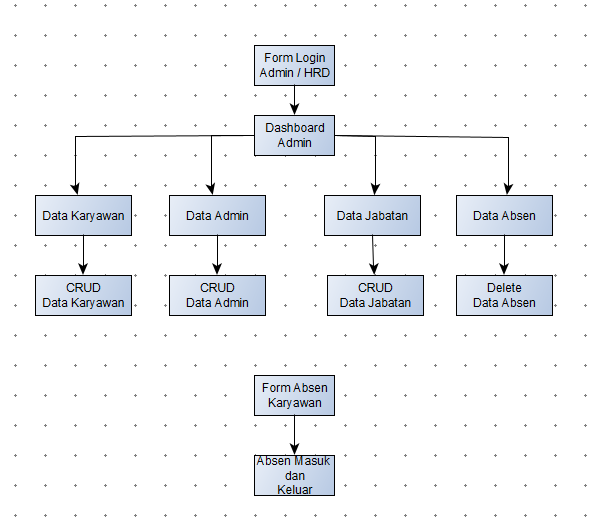 Form Login
Admin / HRD
Dashboard
Admin
Data Karyawan
Data Admin
Data Jabatan
Data Absen
CRUD
Data Karyawan
CRUD
Data Admin
CRUD
Data Jabatan
Delete
Data Absen
Form Absen
Karyawan
Absen Masuk
dan
Keluar